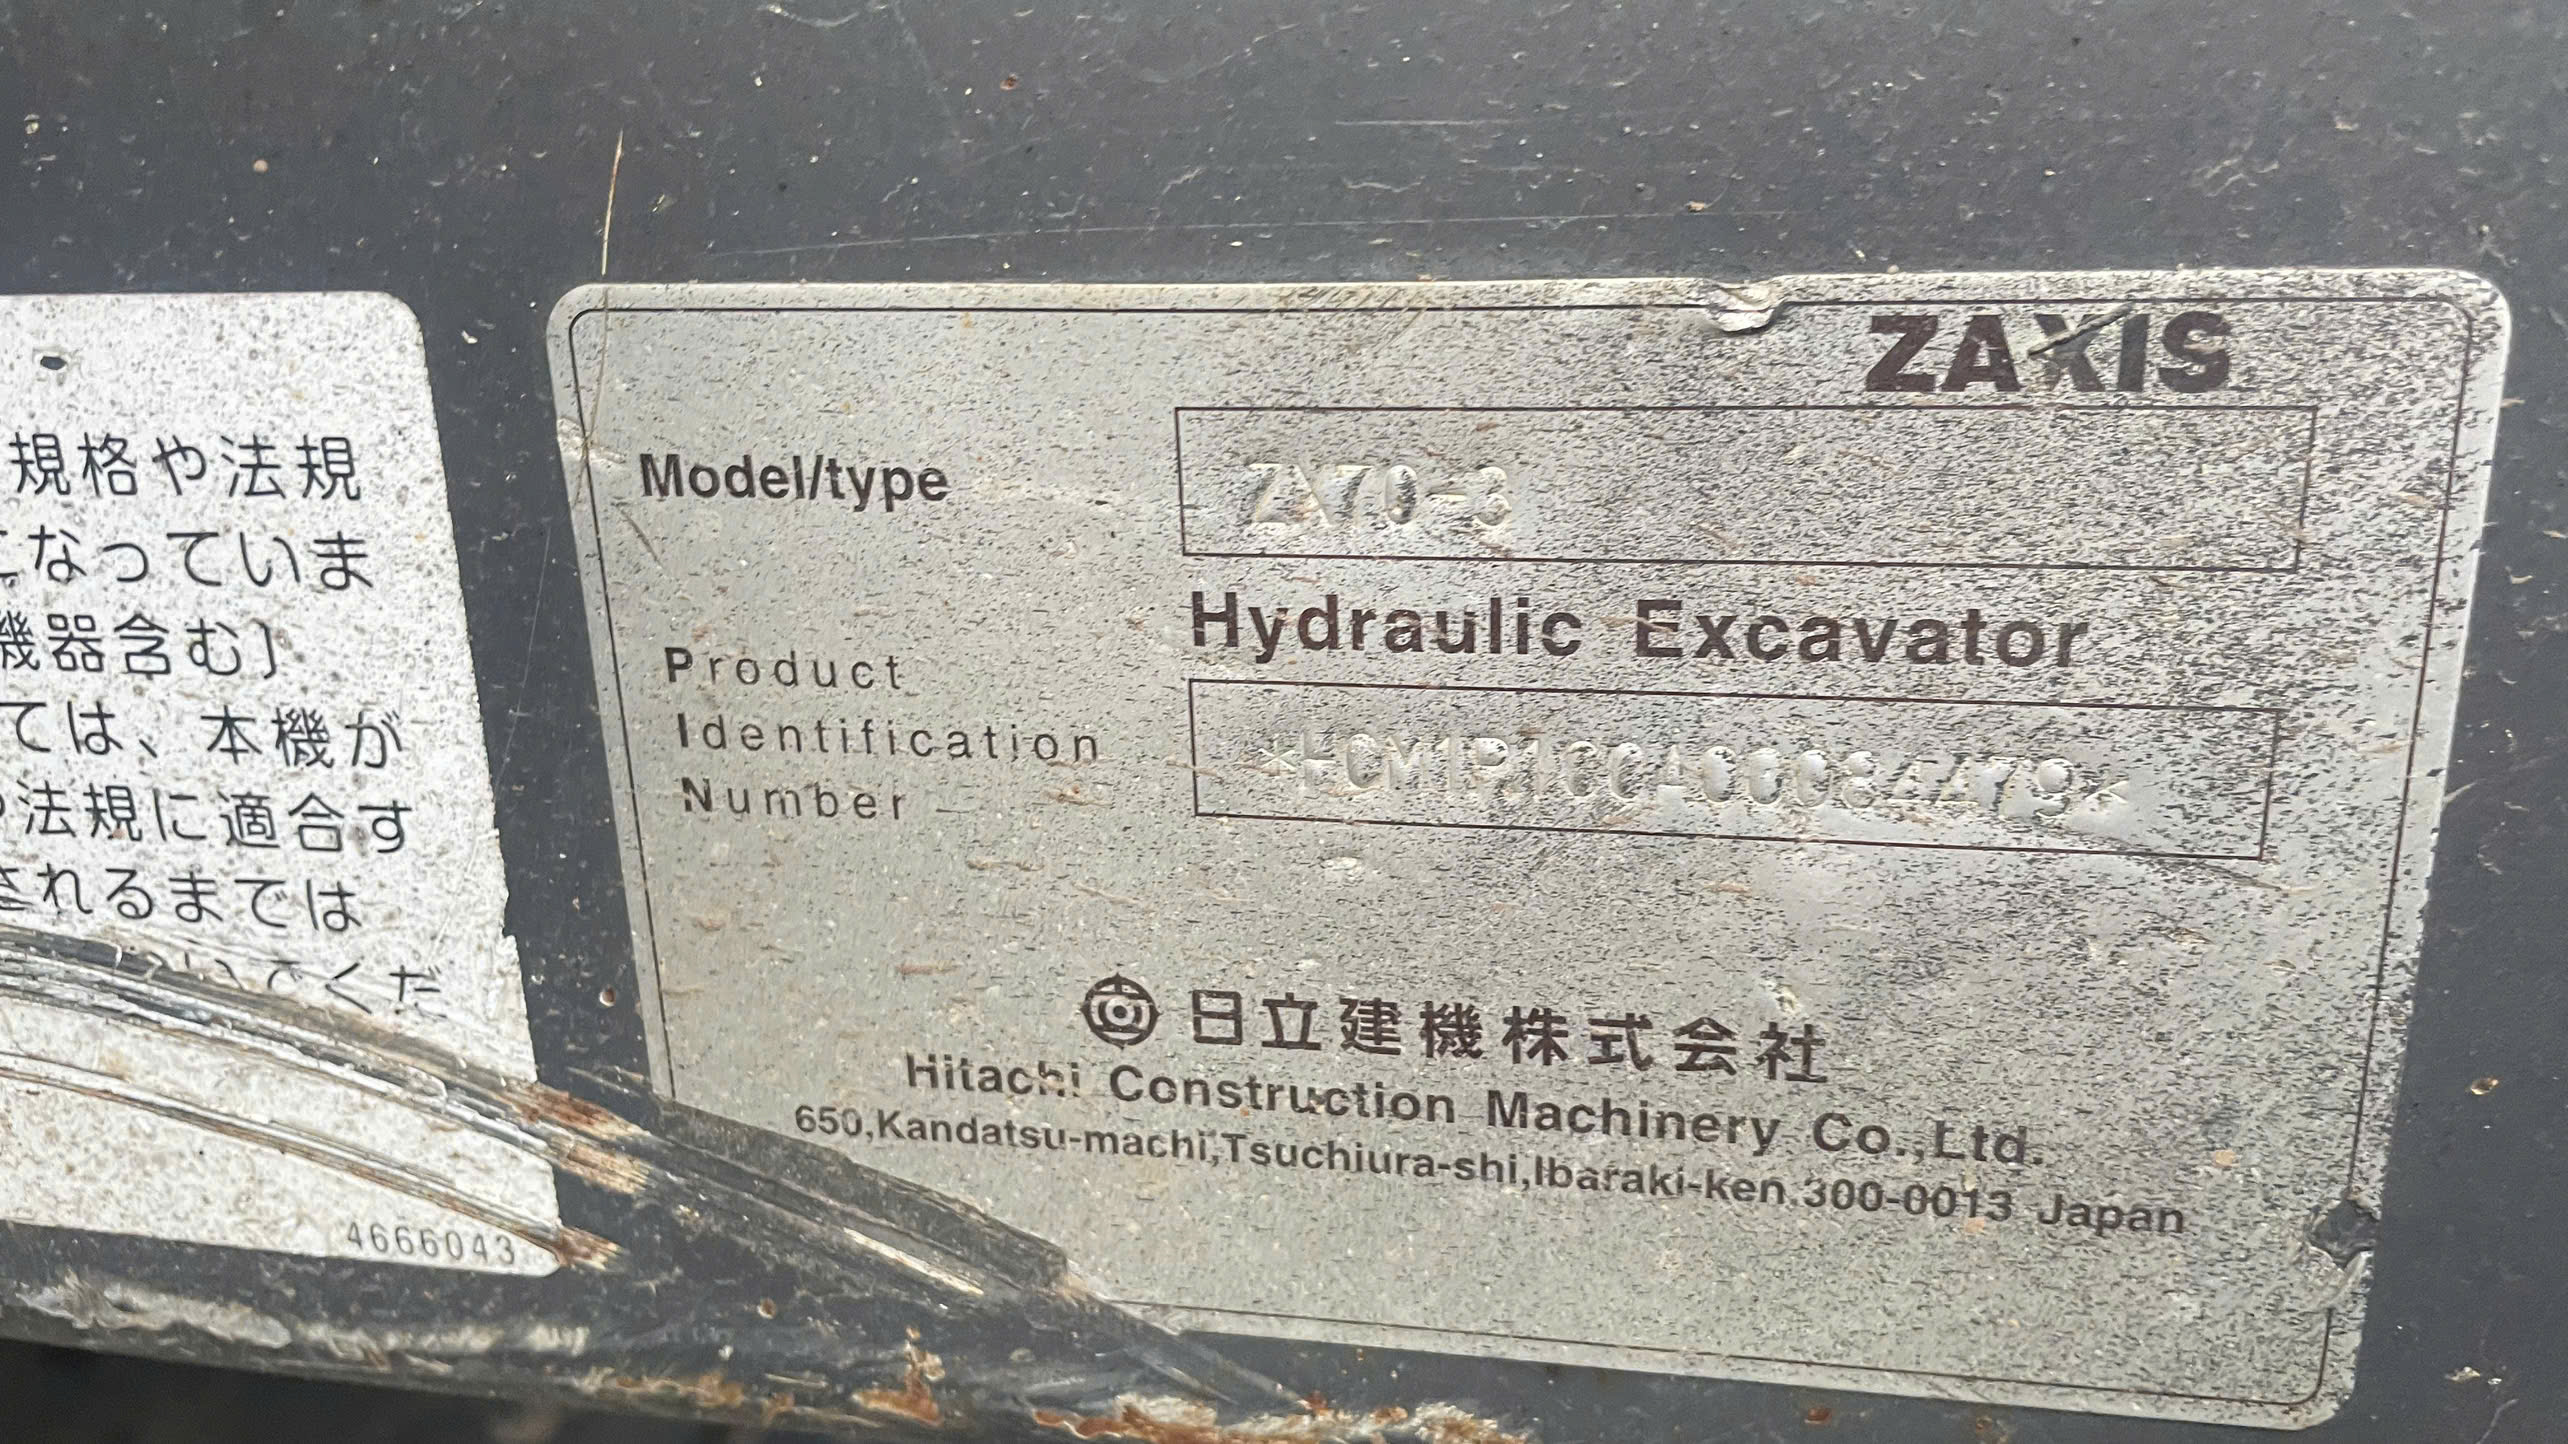 規格や法規
になっていま
機器含む〕
ては、本機が
法規に適合す
されるまでは
くだ
4666043
ZAXIS
Model/type ZX70-3
Hydraulic Excavator
Product
Identification
Number
日立建機株式会社
Hitachi Construction Machinery Co.,Ltd.
650,Kandatsu-machi,Tsuchiura-shi,Ibaraki-ken.300-0013 Japan